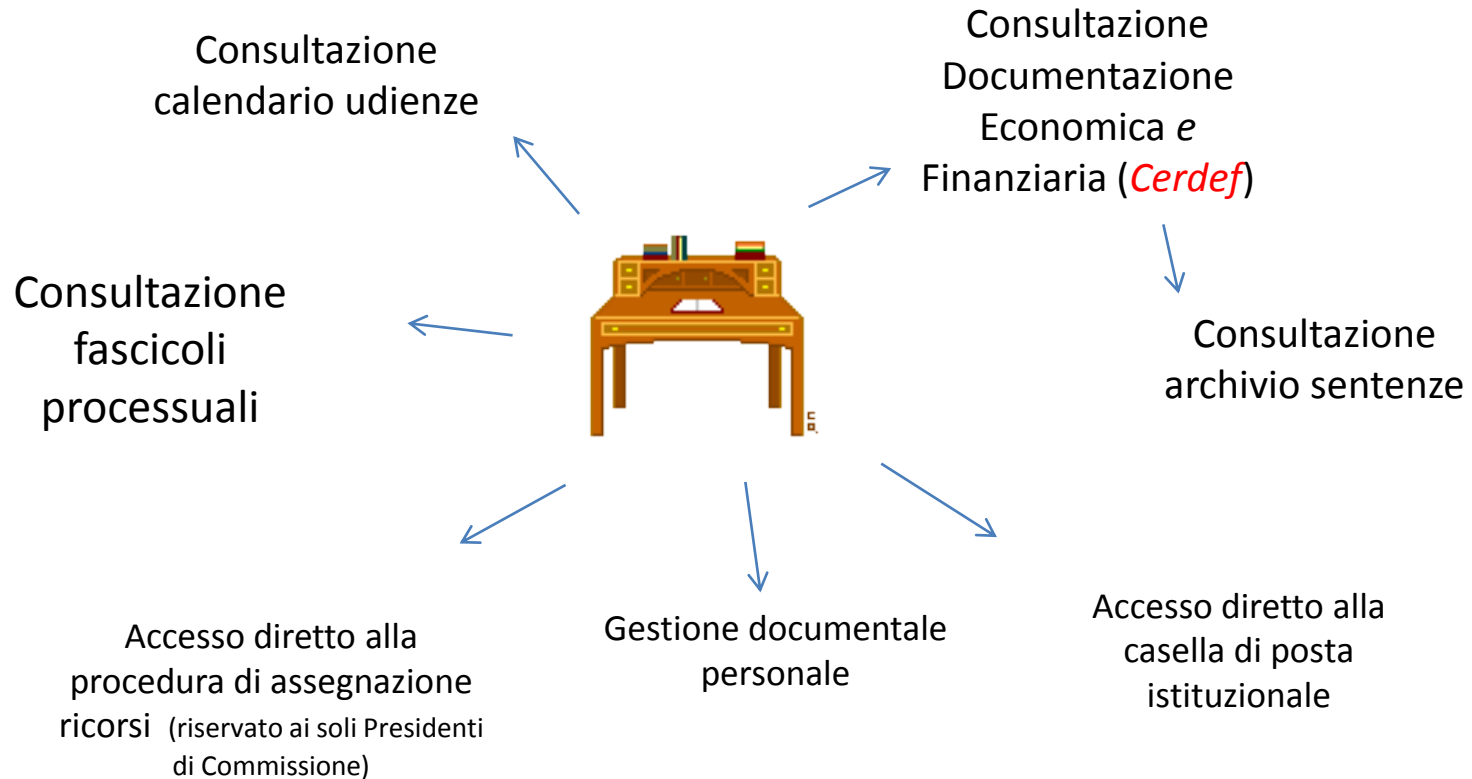 Consultazione
calendario udienze
Consultazione
Documentazione
Economica e
Finanziaria (Cerdef)
Consultazione
fascicoli
processuali
Consultazione
archivio sentenze
Accesso diretto alla
procedura di assegnazione
ricorsi (riservato ai soli Presidenti
di Commissione)
Gestione documentale
personale
Accesso diretto alla
casella di posta
istituzionale